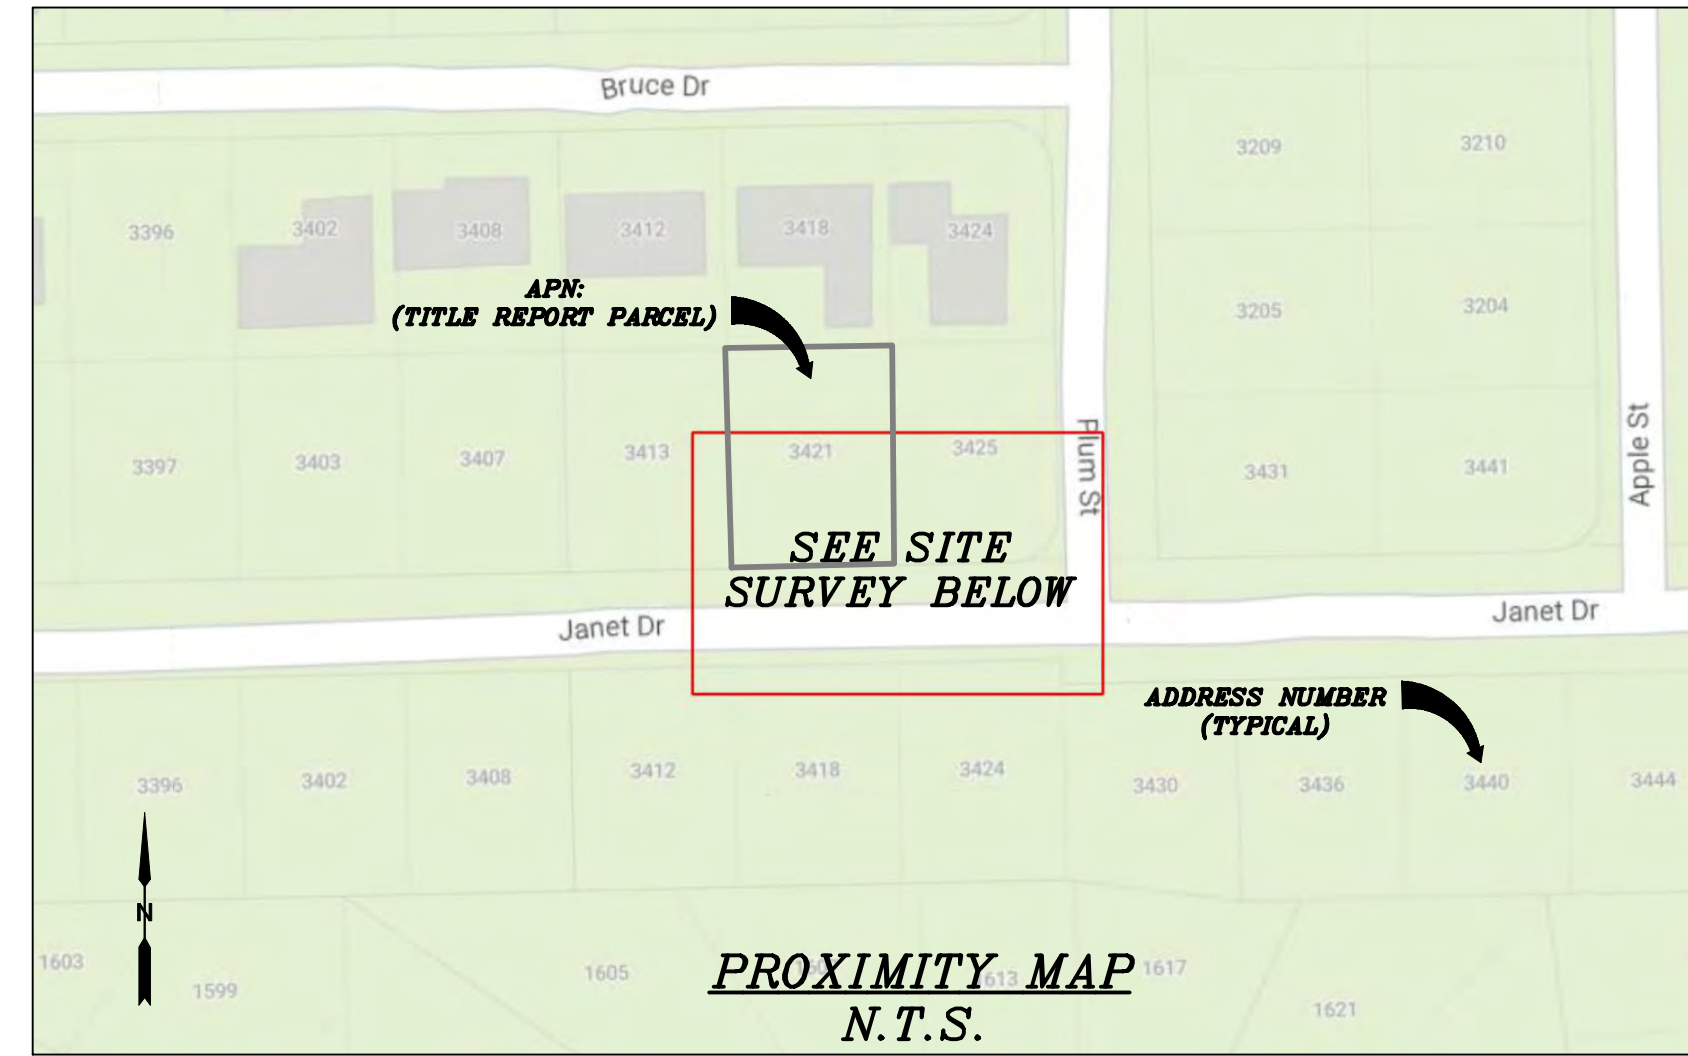 Bruce Dr
3209
3210
3396
3402
3408
3412
3418
3424
APN:
(TITLE REPORT PARCEL)
3205
3204
3397
3403
3407
3413
3421
3425
Plum St
3431
3441
Apple St
SEE SITE
SURVEY BELOW
Janet Dr
Janet Dr
ADDRESS NUMBER
(TYPICAL)
3396
3402
3408
3412
3418
3424
3430
3436
3440
3444
N
1603
1599
1605
1613
1617
1621
PROXIMITY MAP
N.T.S.